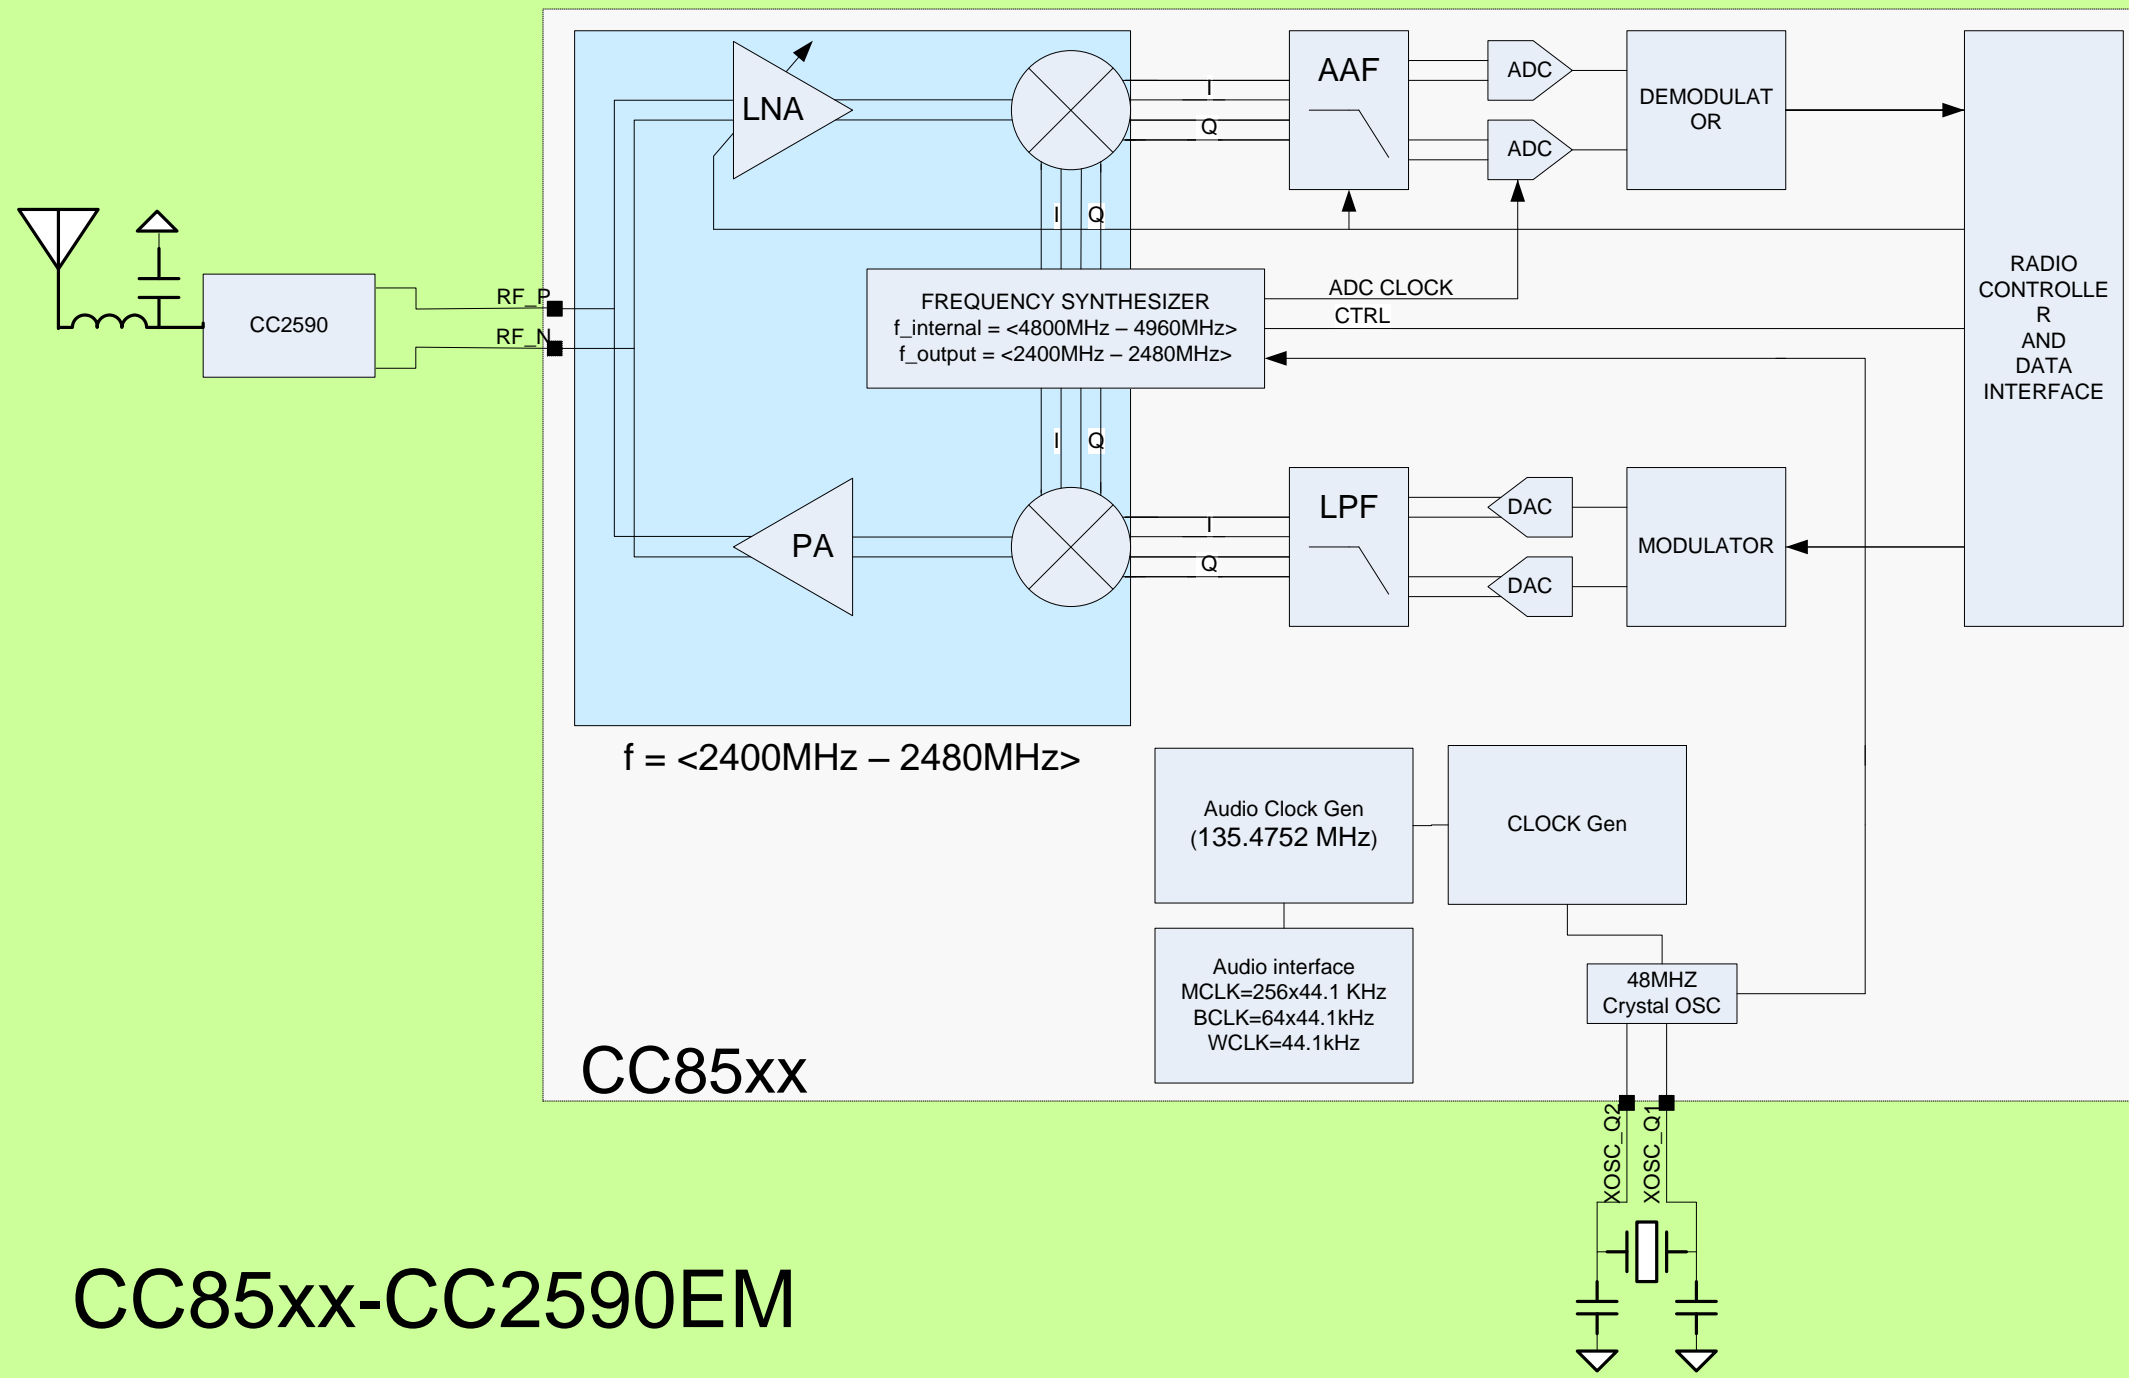 LNA
I
Q
AAF
ADC
ADC
DEMODULAT
OR
I
Q
CC2590
RF_P
RF_N
FREQUENCY SYNTHESIZER
f_internal = <4800MHz – 4960MHz>
f_output = <2400MHz – 2480MHz>
ADC CLOCK
CTRL
RADIO
CONTROLLE
R
AND
DATA
INTERFACE
I
Q
PA
I
Q
LPF
DAC
DAC
MODULATOR
f = <2400MHz – 2480MHz>
Audio Clock Gen
(135.4752 MHz)
CLOCK Gen
Audio interface
MCLK=256x44.1 KHz
BCLK=64x44.1kHz
WCLK=44.1kHz
48MHZ
Crystal OSC
CC85xx
XOSC_Q2
XOSC_Q1
CC85xx-CC2590EM